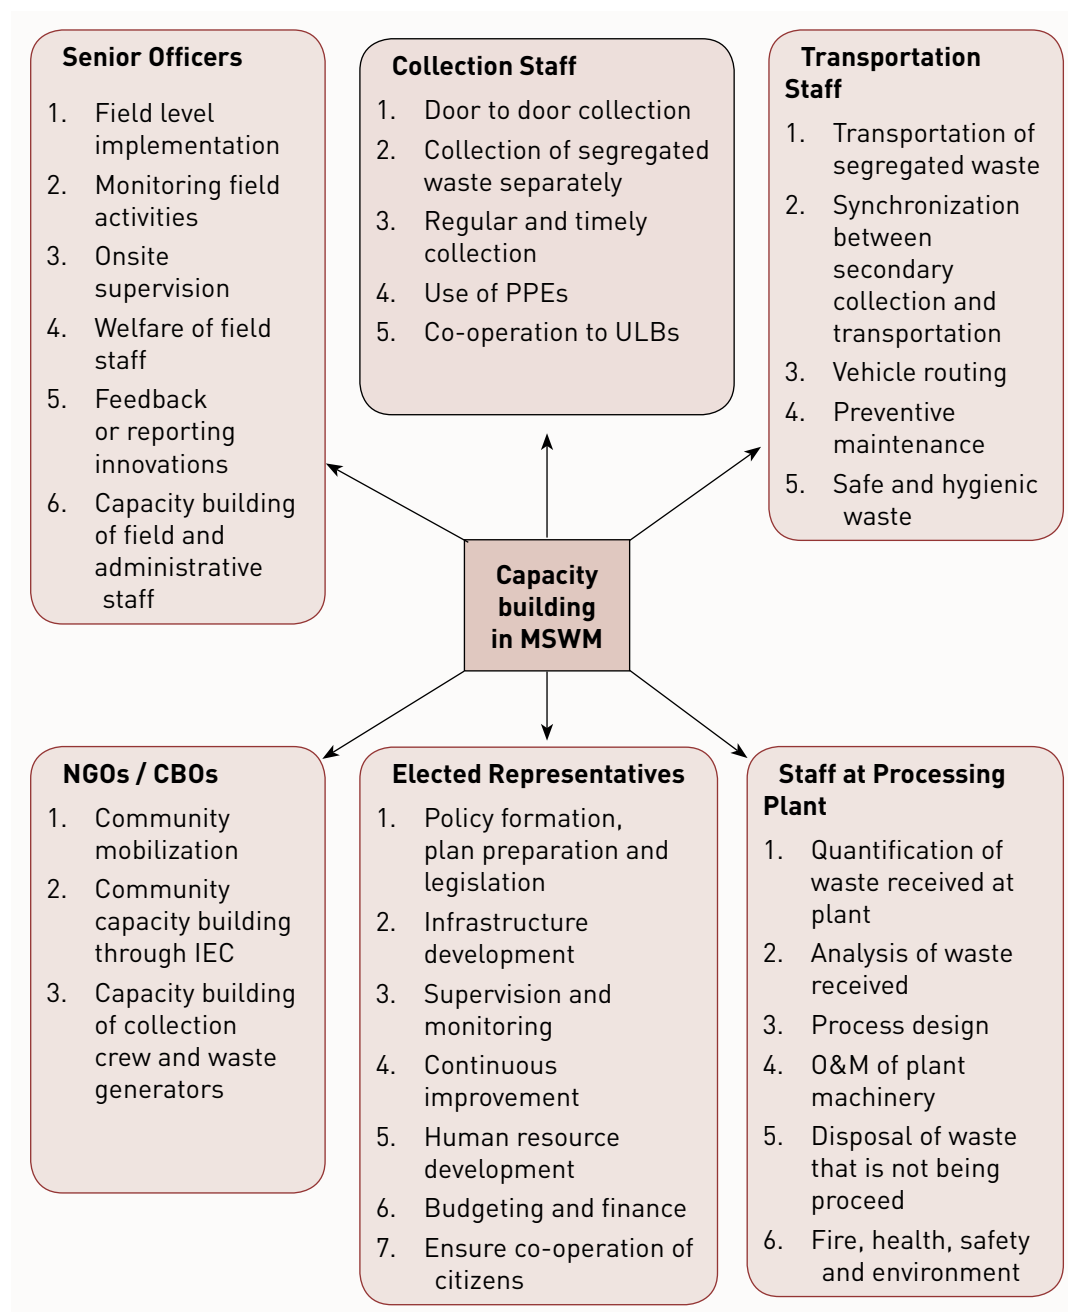 Senior Officers
1. Field level
implementation
2. Monitoring field
activities
3. Onsite
supervision
4. Welfare of field
staff
5. Feedback
or reporting
innovations
6. Capacity building
of field and
administrative
staff
Collection Staff
1. Door to door collection
2. Collection of segregated
waste separately
3. Regular and timely
collection
4. Use of PPEs
5. Co-operation to ULBs
Transportation
Staff
1. Transportation of
segregated waste
2. Synchronization
between
secondary
collection and
transportation
3. Vehicle routing
4. Preventive
maintenance
5. Safe and hygienic
waste
Capacity
building
in MSWM
NGOs / CBOs
1. Community
mobilization
2. Community
capacity building
through IEC
3. Capacity building
of collection
crew and waste
generators
Elected Representatives
1. Policy formation,
plan preparation and
legislation
2. Infrastructure
development
3. Supervision and
monitoring
4. Continuous
improvement
5. Human resource
development
6. Budgeting and finance
7. Ensure co-operation of
citizens
Staff at Processing
Plant
1. Quantification of
waste received at
plant
2. Analysis of waste
received
3. Process design
4. O&M of plant
machinery
5. Disposal of waste
that is not being
proceed
6. Fire, health, safety
and environment